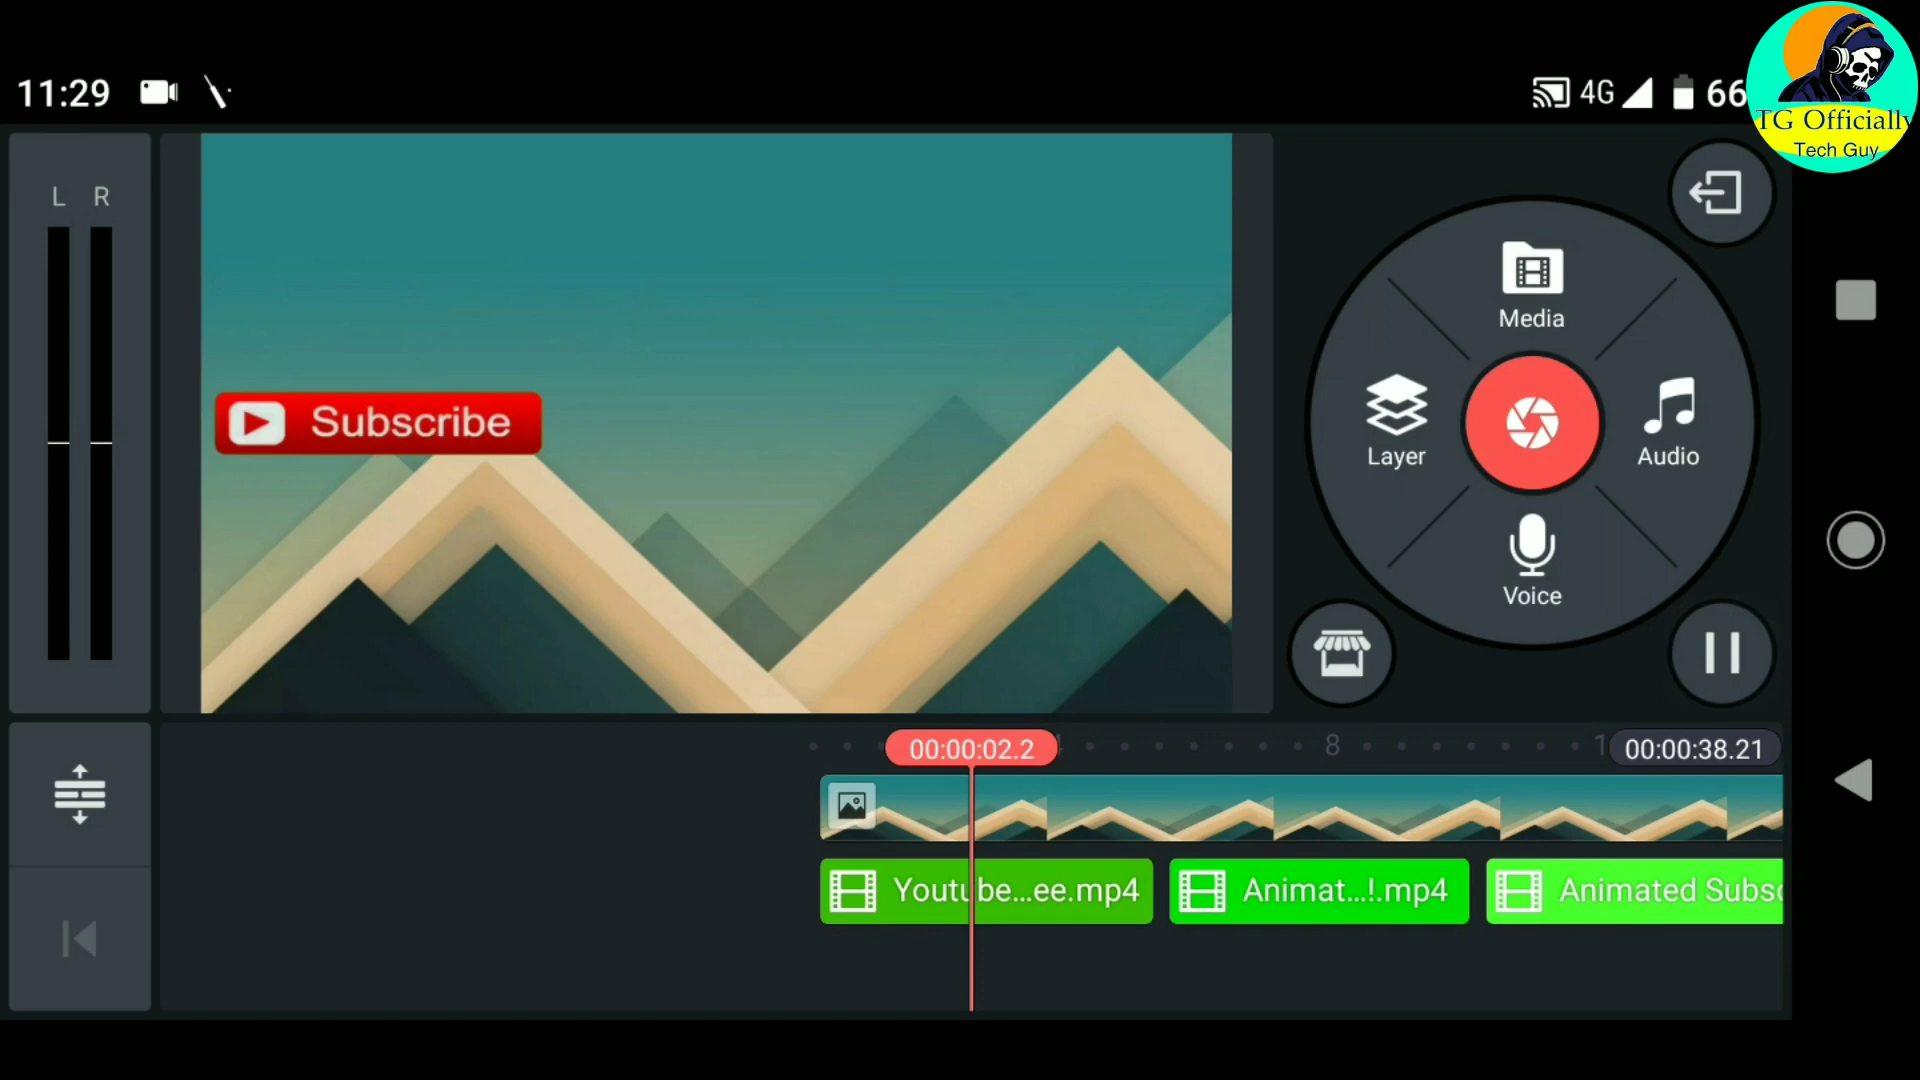 11:29
4G
66
TG Officially
Tech Guy
L R
Subscribe
Media
Layer
Audio
Voice
00:00:02.2
8
00:00:38.21
Youtube...ee.mp4
Animat...!.mp4
Animated Subsc